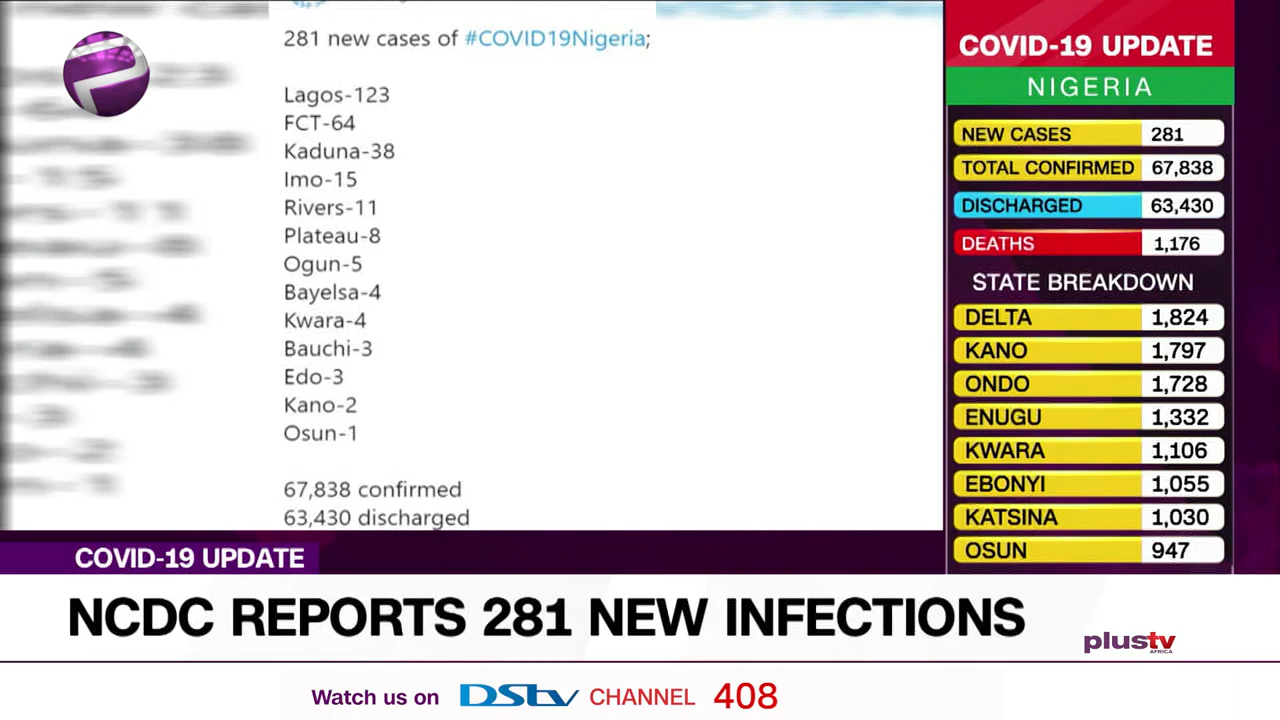 281 new cases of #COVID19Nigeria;
Lagos-123
FCT-64
Kaduna-38
Imo-15
Rivers-11
Plateau-8
Ogun-5
Bayelsa-4
Kwara-4
Bauchi-3
Edo-3
Kano-2
Osun-1
67,838 confirmed
63,430 discharged
COVID-19 UPDATE
NIGERIA
NEW CASES 281
TOTAL CONFIRMED 67,838
DISCHARGED 63,430
DEATHS 1,176
STATE BREAKDOWN
DELTA 1,824
KANO 1,797
ONDO 1,728
ENUGU 1,332
KWARA 1,106
EBONYI 1,055
KATSINA 1,030
OSUN 947
COVID-19 UPDATE
NCDC REPORTS 281 NEW INFECTIONS
plustv
AFRICA
Watch us on DStv CHANNEL 408